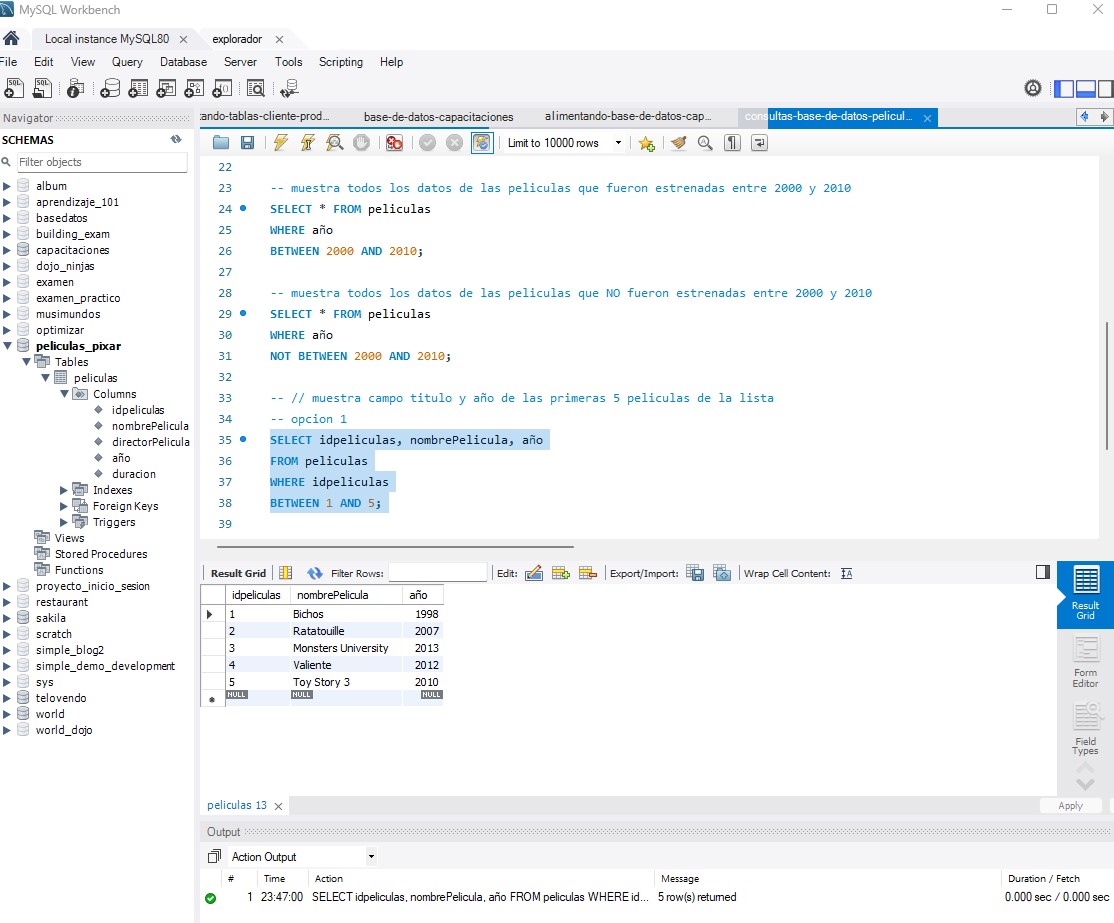 MySQL Workbench
Local instance MySQL80
explorador
File Edit View Query Database Server Tools Scripting Help
Navigator
SCHEMAS
Filter objects
album
aprendizaje_101
basedatos
building_exam
capacitaciones
dojo_ninjas
examen
examen_practico
musimundos
optimizar
peliculas_pixar
Tables
peliculas
Columns
idpeliculas
nombrePelicula
directorPelicula
año
duracion
Indexes
Foreign Keys
Triggers
Views
Stored Procedures
Functions
proyecto_inicio_sesion
restaurant
sakila
scratch
simple_blog2
simple_demo_development
sys
telovendo
world
world_dojo
ando-tablas-cliente-prod... base-de-datos-capacitaciones alimentando-base-de-datos-cap... consultas-base-de-datos-pelicul...
Limit to 10000 rows
22
23 -- muestra todos los datos de las peliculas que fueron estrenadas entre 2000 y 2010
24 SELECT * FROM peliculas
25 WHERE año
26 BETWEEN 2000 AND 2010;
27
28 -- muestra todos los datos de las peliculas que NO fueron estrenadas entre 2000 y 2010
29 SELECT * FROM peliculas
30 WHERE año
31 NOT BETWEEN 2000 AND 2010;
32
33 -- // muestra campo titulo y año de las primeras 5 peliculas de la lista
34 -- opcion 1
35 SELECT idpeliculas, nombrePelicula, año
36 FROM peliculas
37 WHERE idpeliculas
38 BETWEEN 1 AND 5;
39
Result Grid Filter Rows: Edit: Export/Import: Wrap Cell Content:
idpeliculas nombrePelicula año
1 Bichos 1998
2 Ratatouille 2007
3 Monsters University 2013
4 Valiente 2012
5 Toy Story 3 2010
NULL NULL NULL
Result
Grid
Form
Editor
Field
Types
peliculas 13
Apply
Output
Action Output
# Time Action Message Duration / Fetch
1 23:47:00 SELECT idpeliculas, nombrePelicula, año FROM peliculas WHERE id... 5 row(s) returned 0.000 sec / 0.000 sec